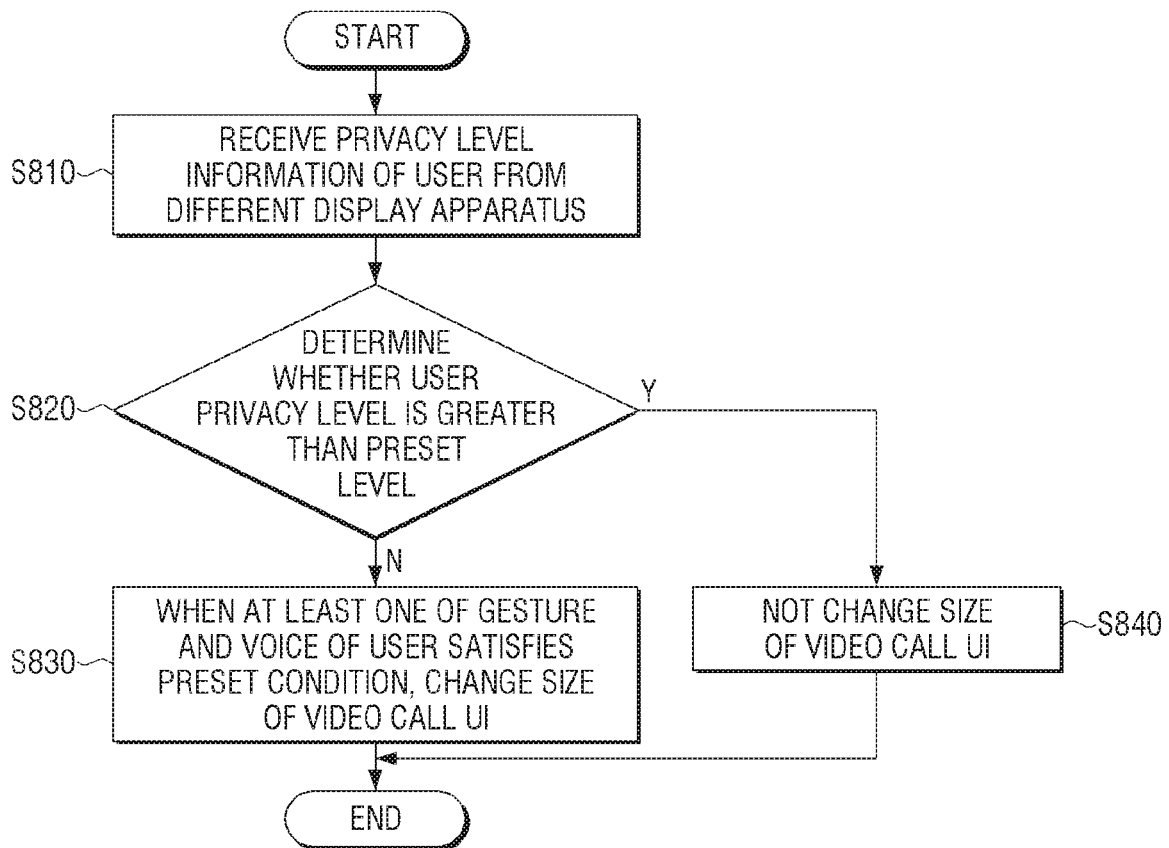 START
S810
RECEIVE PRIVACY LEVEL
INFORMATION OF USER FROM
DIFFERENT DISPLAY APPARATUS
S820
DETERMINE
WHETHER USER
PRIVACY LEVEL IS GREATER
THAN PRESET
LEVEL
Y
N
S830
WHEN AT LEAST ONE OF GESTURE
AND VOICE OF USER SATISFIES
PRESET CONDITION, CHANGE SIZE
OF VIDEO CALL UI
NOT CHANGE SIZE
OF VIDEO CALL UI
S840
END